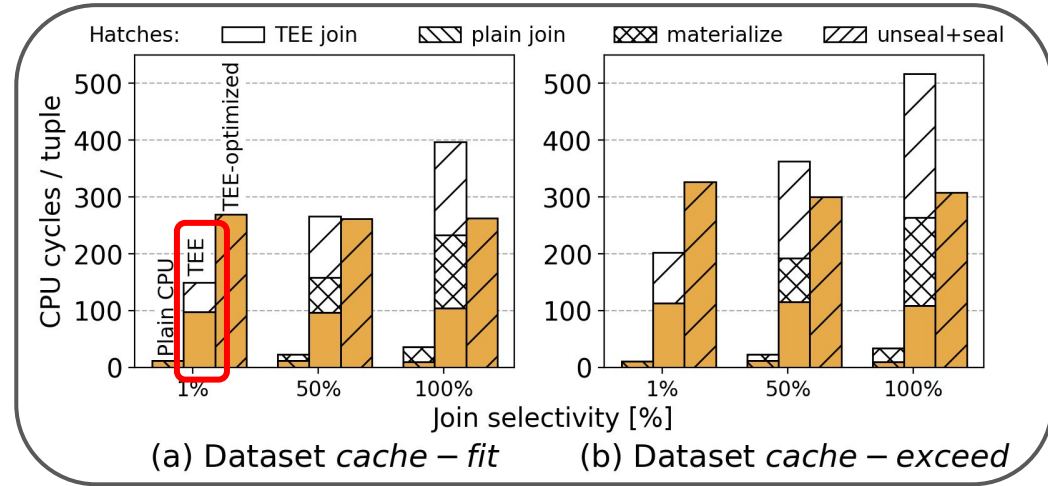 Hatches: TEE join plain join materialize unseal+seal
CPU cycles / tuple
500
400
300
200
100
0
Plain CPU
TEE
TEE-optimized
1% 50% 100%
500
400
300
200
100
0
1% 50% 100%
Join selectivity [%]
(a) Dataset cache − fit
(b) Dataset cache − exceed